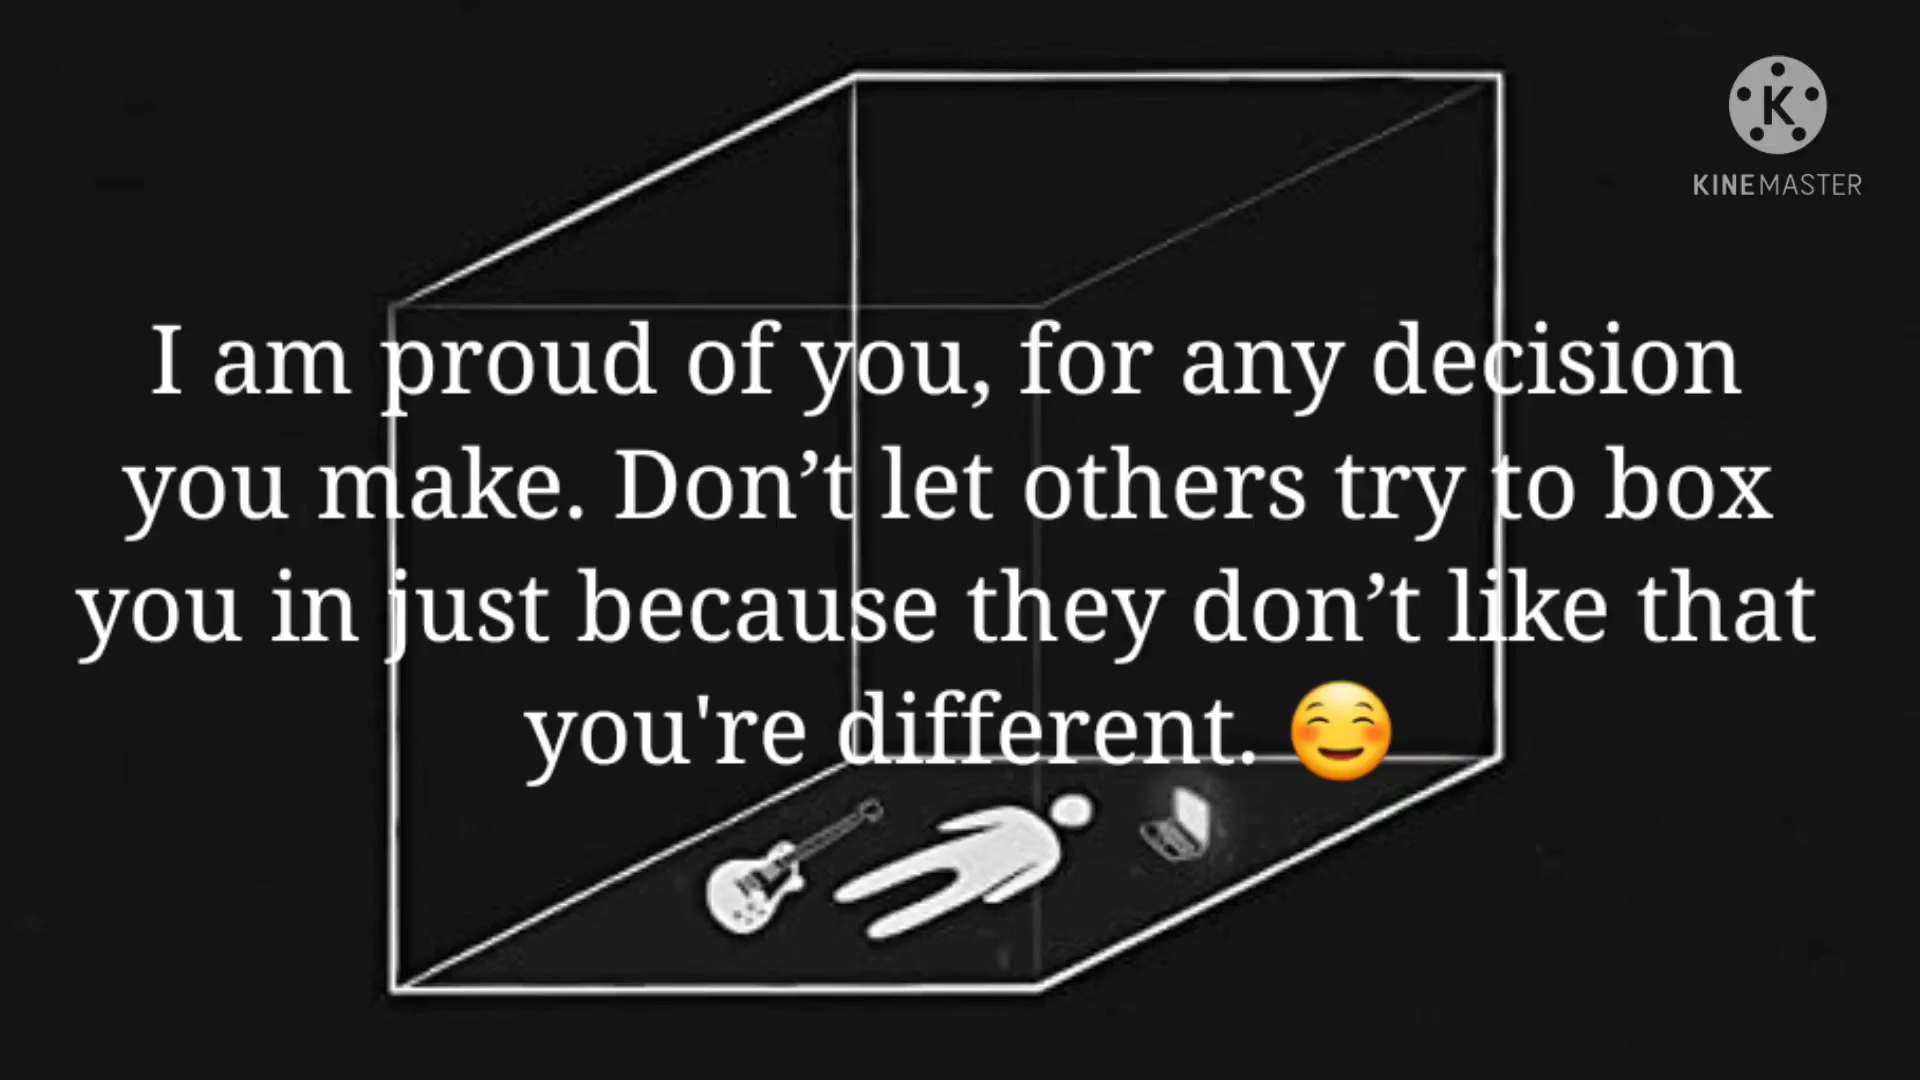 KINEMASTER
I am proud of you, for any decision
you make. Don’t let others try to box
you in just because they don’t like that
you're different. ☺️